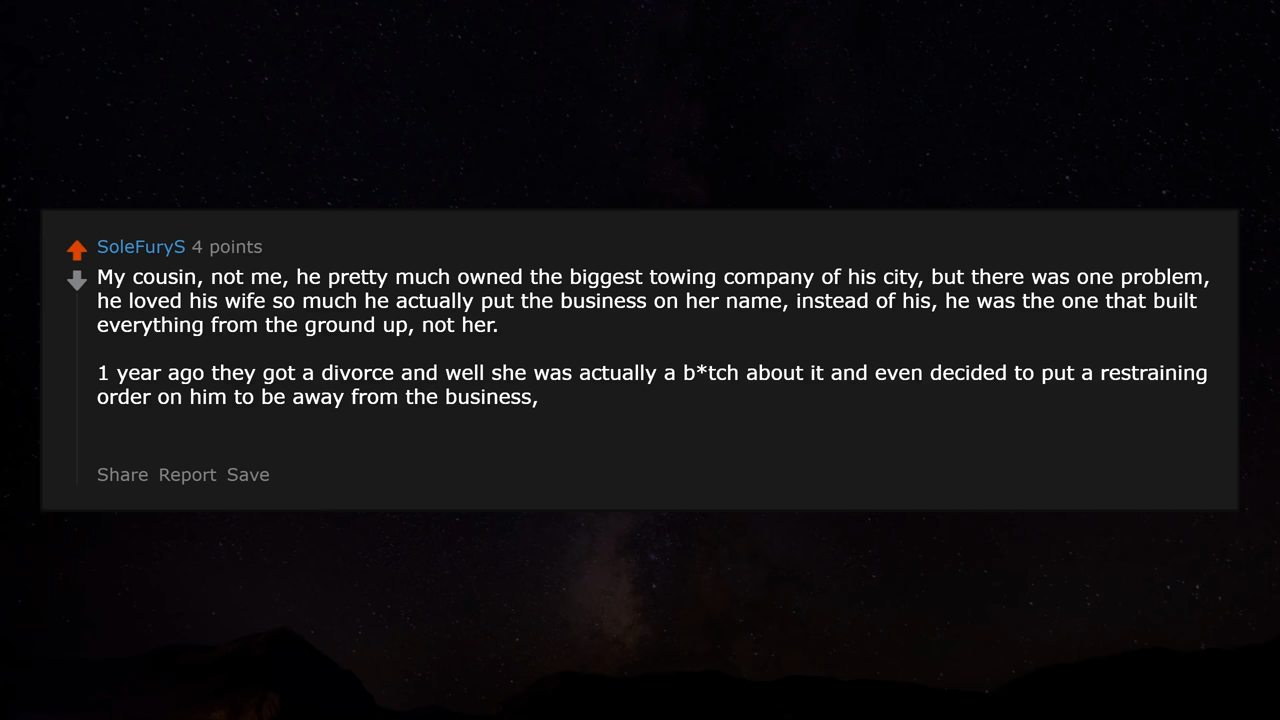 SoleFuryS 4 points
My cousin, not me, he pretty much owned the biggest towing company of his city, but there was one problem,
he loved his wife so much he actually put the business on her name, instead of his, he was the one that built
everything from the ground up, not her.
1 year ago they got a divorce and well she was actually a b*tch about it and even decided to put a restraining
order on him to be away from the business,
Share Report Save